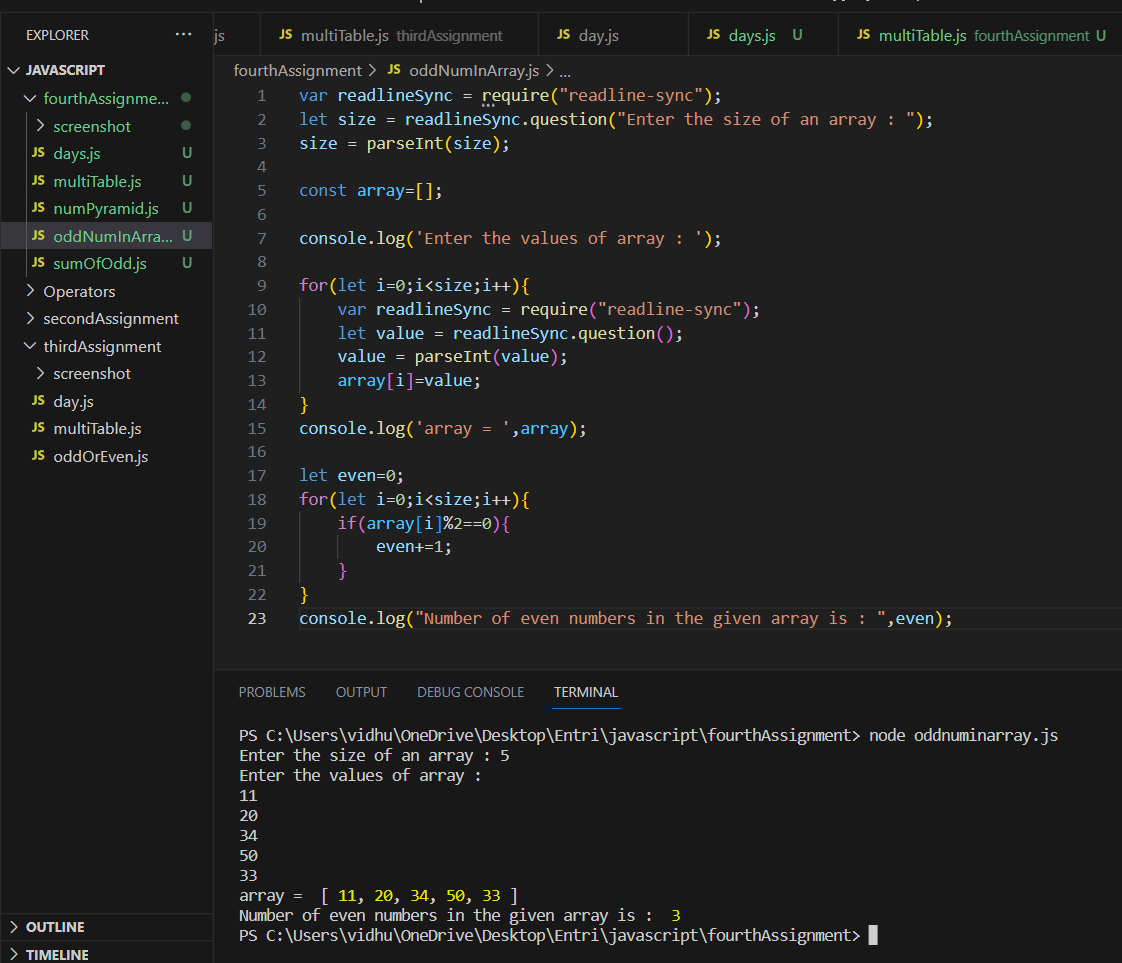 EXPLORER ···
js JS multiTable.js thirdAssignment JS day.js JS days.js U JS multiTable.js fourthAssignment U
JAVASCRIPT
fourthAssignme...
screenshot
JS days.js U
JS multiTable.js U
JS numPyramid.js U
JS oddNumInArra... U
JS sumOfOdd.js U
Operators
secondAssignment
thirdAssignment
screenshot
JS day.js
JS multiTable.js
JS oddOrEven.js
OUTLINE
TIMELINE
fourthAssignment > JS oddNumInArray.js > ...
1 var readlineSync = require("readline-sync");
2 let size = readlineSync.question("Enter the size of an array : ");
3 size = parseInt(size);
4
5 const array=[];
6
7 console.log('Enter the values of array : ');
8
9 for(let i=0;i<size;i++){
10     var readlineSync = require("readline-sync");
11     let value = readlineSync.question();
12     value = parseInt(value);
13     array[i]=value;
14 }
15 console.log('array = ',array);
16
17 let even=0;
18 for(let i=0;i<size;i++){
19     if(array[i]%2==0){
20         even+=1;
21     }
22 }
23 console.log("Number of even numbers in the given array is : ",even);
PROBLEMS OUTPUT DEBUG CONSOLE TERMINAL
PS C:\Users\vidhu\OneDrive\Desktop\Entri\javascript\fourthAssignment> node oddnuminarray.js
Enter the size of an array : 5
Enter the values of array :
11
20
34
50
33
array =  [ 11, 20, 34, 50, 33 ]
Number of even numbers in the given array is :  3
PS C:\Users\vidhu\OneDrive\Desktop\Entri\javascript\fourthAssignment>